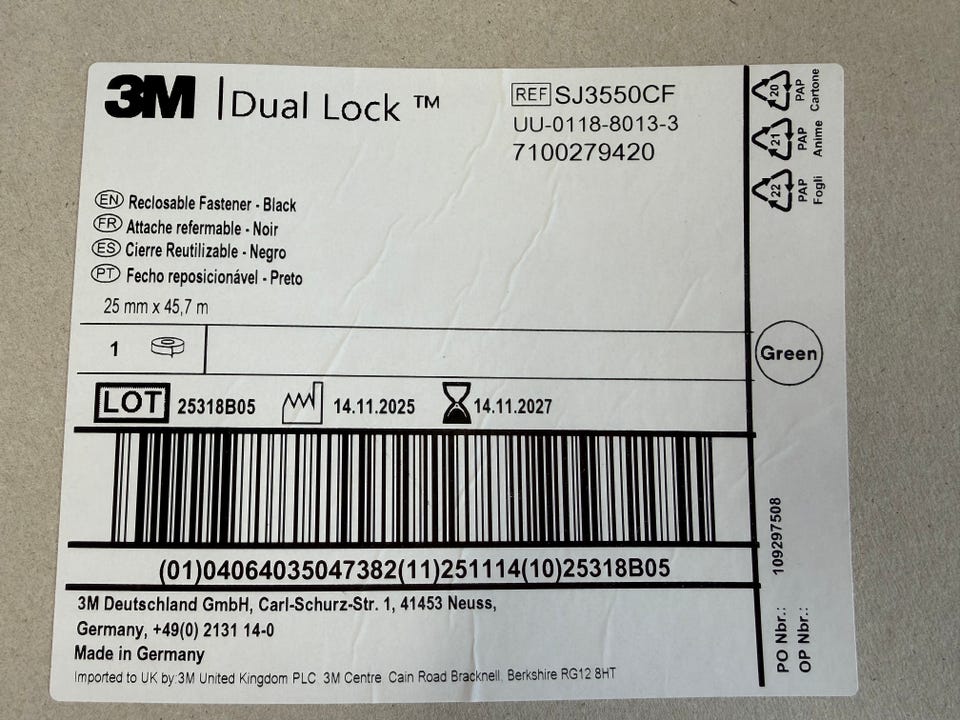 3M | Dual Lock ™
REF SJ3550CF
UU-0118-8013-3
7100279420
EN Reclosable Fastener - Black
FR Attache refermable - Noir
ES Cierre Reutilizable - Negro
PT Fecho reposicionável - Preto
25 mm x 45,7 m
1
LOT 25318B05 14.11.2025 14.11.2027
(01)04064035047382(11)251114(10)25318B05
3M Deutschland GmbH, Carl-Schurz-Str. 1, 41453 Neuss,
Germany, +49(0) 2131 14-0
Made in Germany
Imported to UK by 3M United Kingdom PLC 3M Centre Cain Road Bracknell Berkshire RG12 8HT
20 PAP Cartone
21 PAP Anime
22 PAP Fogli
Green
PO Nbr.: 109297508
OP Nbr.: